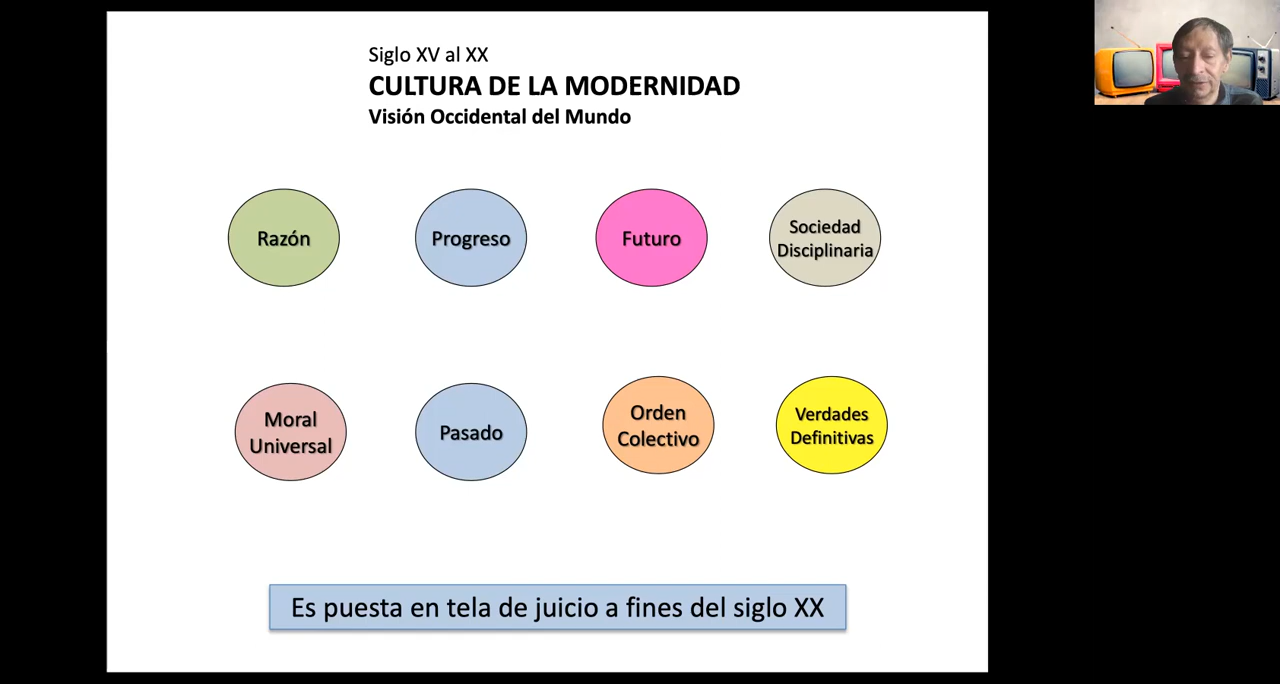 Siglo XV al XX
CULTURA DE LA MODERNIDAD
Visión Occidental del Mundo
Razón
Progreso
Futuro
Sociedad
Disciplinaria
Moral
Universal
Pasado
Orden
Colectivo
Verdades
Definitivas
Es puesta en tela de juicio a fines del siglo XX